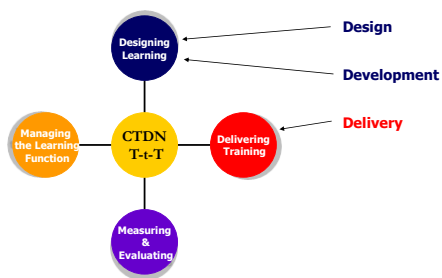 Designing
Learning
Design
Development
Managing
the Learning
Function
CTDN
T-t-T
Delivering
Training
Delivery
Measuring
&
Evaluating